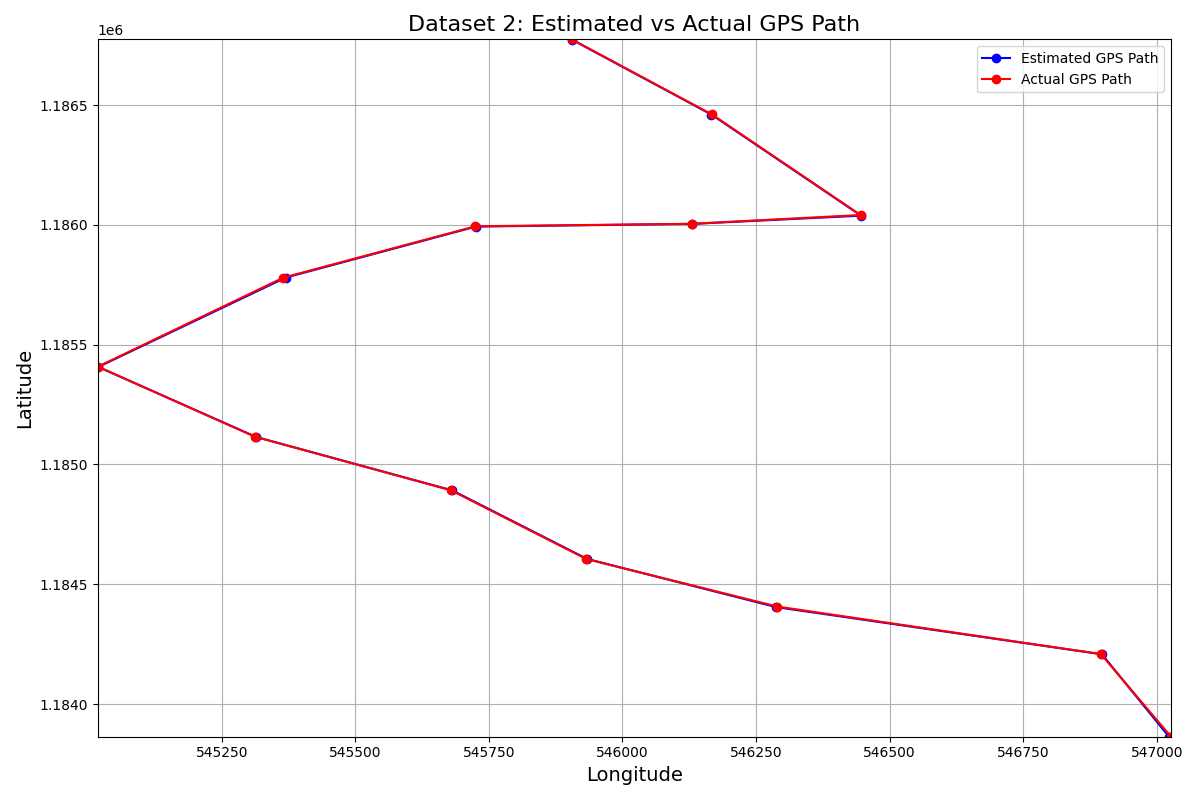 Dataset 2: Estimated vs Actual GPS Path
1e6
Estimated GPS Path
Actual GPS Path
1.1865
1.1860
1.1855
1.1850
1.1845
1.1840
Latitude
545250
545500
545750
546000
546250
546500
546750
547000
Longitude